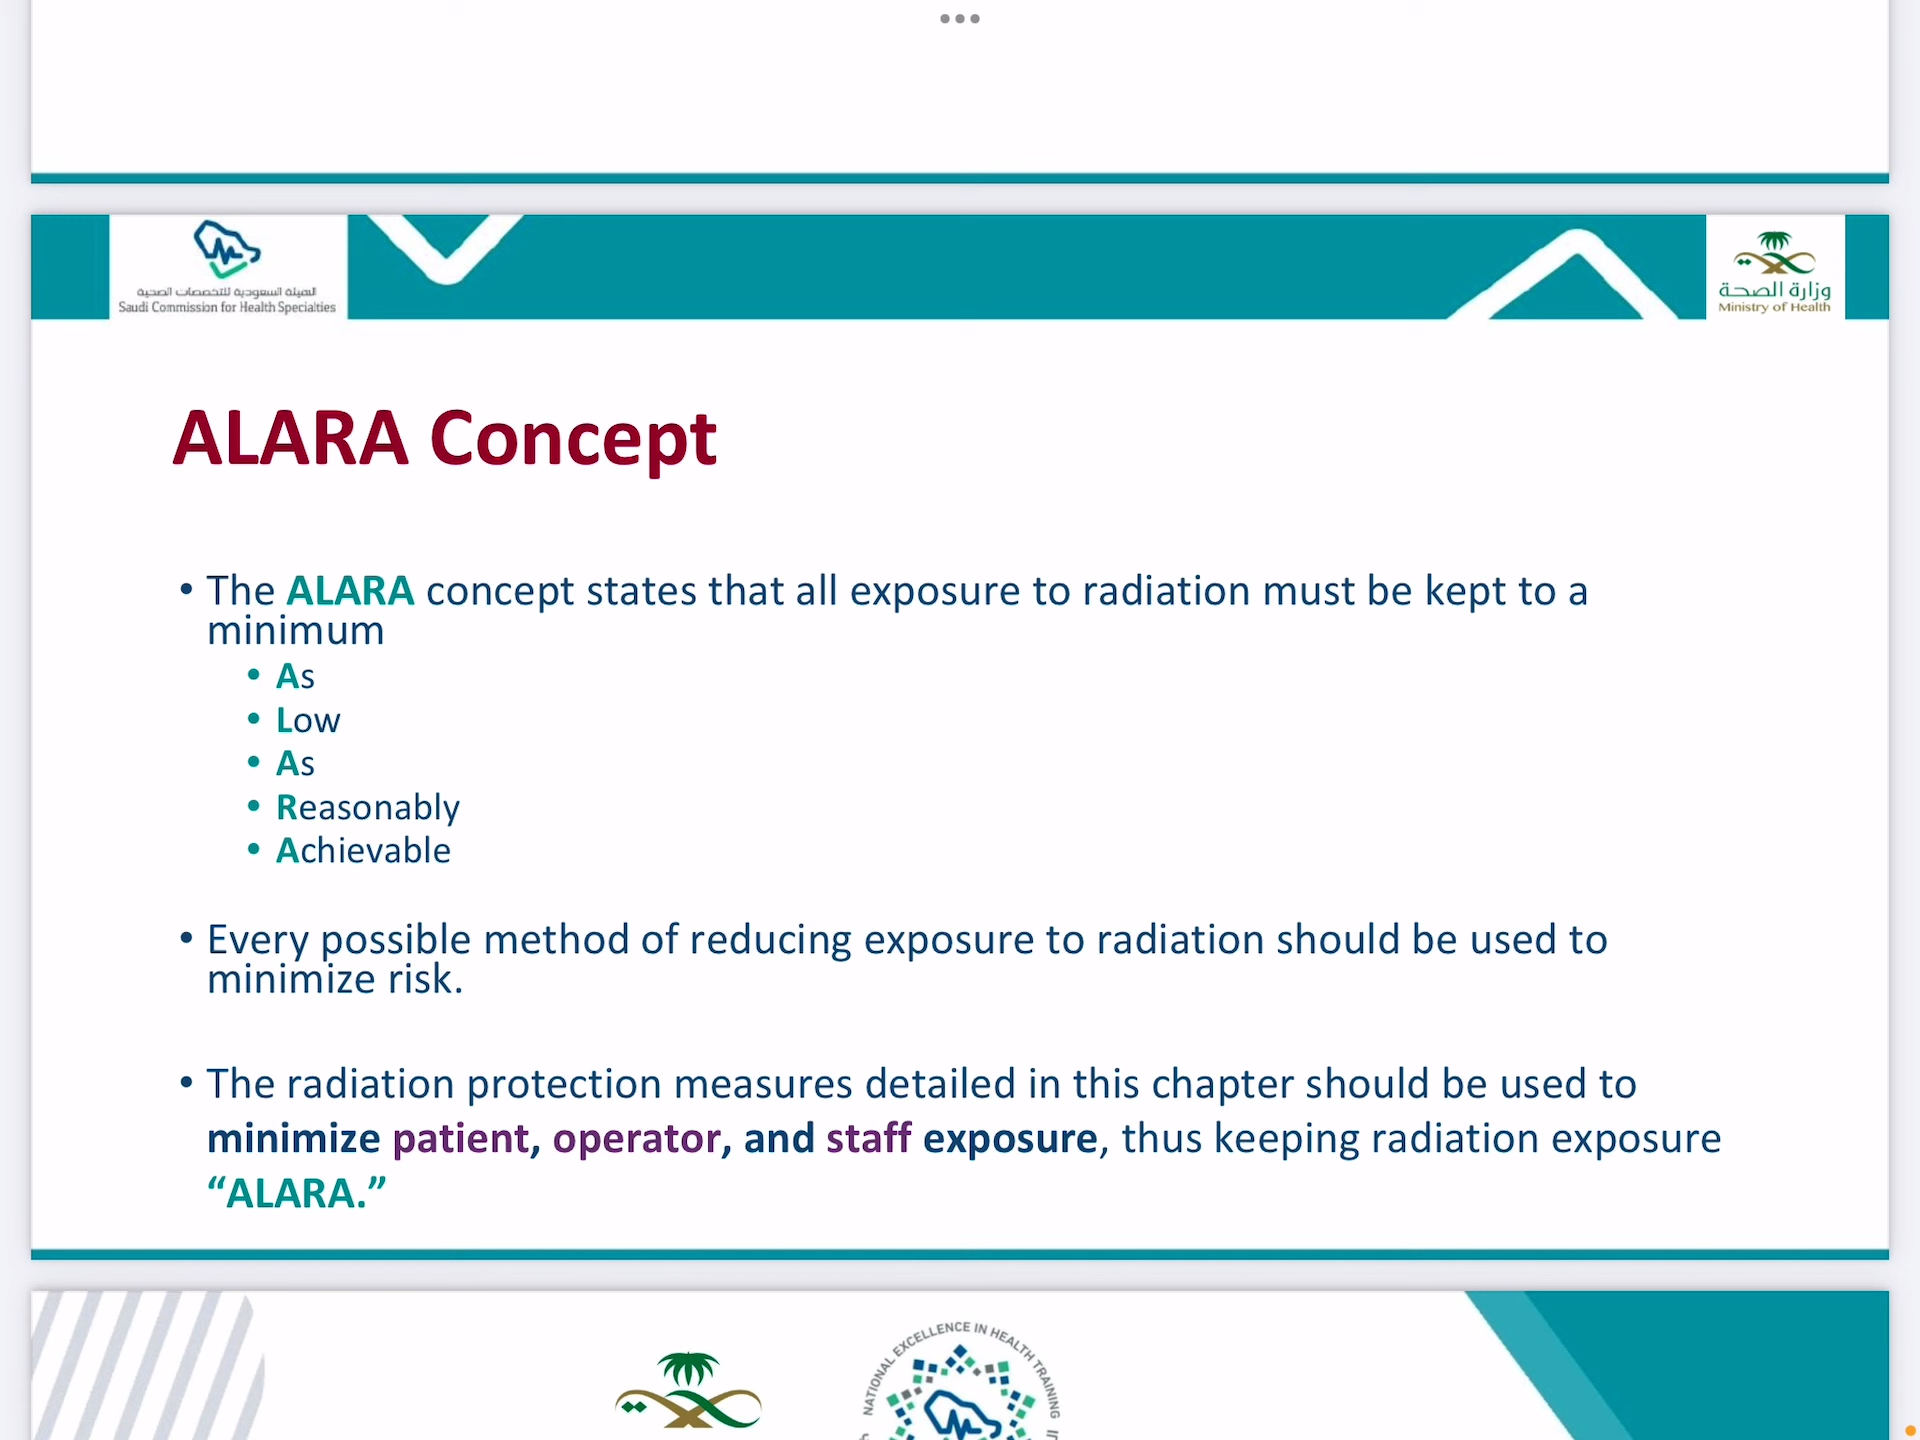 الهيئة السعودية للتخصصات الصحية
Saudi Commission for Health Specialties
وزارة الصحة
Ministry of Health
ALARA Concept
• The ALARA concept states that all exposure to radiation must be kept to a
minimum
• As
• Low
• As
• Reasonably
• Achievable
• Every possible method of reducing exposure to radiation should be used to
minimize risk.
• The radiation protection measures detailed in this chapter should be used to
minimize patient, operator, and staff exposure, thus keeping radiation exposure
“ALARA.”
NATIONAL EXCELLENCE IN HEALTH TRAINING